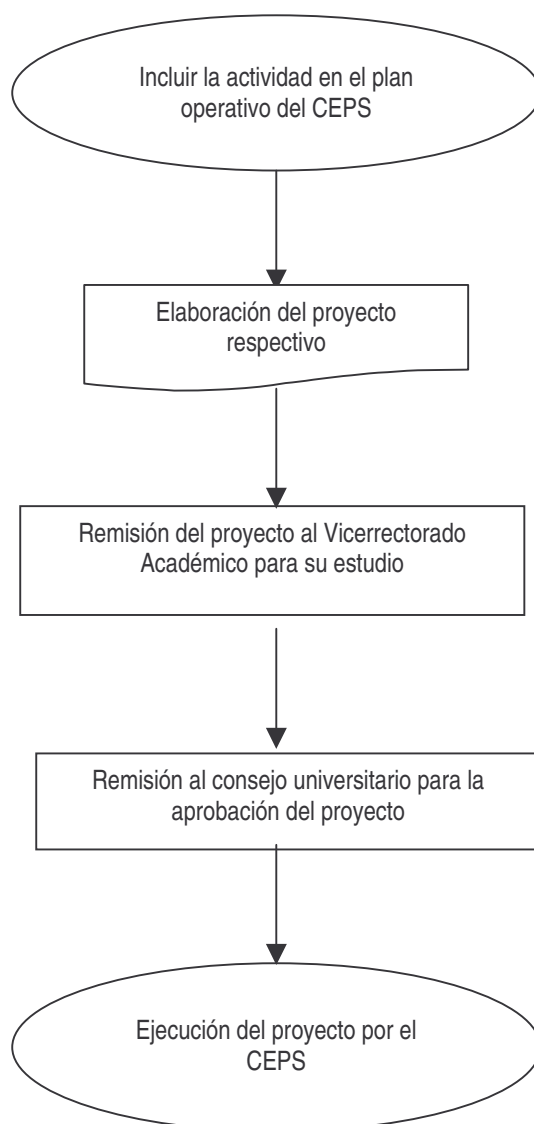 Incluir la actividad en el plan
operativo del CEPS
Elaboración del proyecto
respectivo
Remisión del proyecto al Vicerrectorado
Académico para su estudio
Remisión al consejo universitario para la
aprobación del proyecto
Ejecución del proyecto por el
CEPS